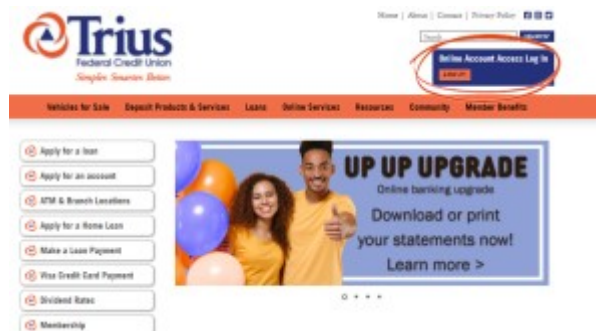 Home | About | Contact | Privacy Policy
Trius
Federal Credit Union
Simpler Smarter Better
Search
Online Account Access Log In
Vehicles for Sale Deposit Products & Services Loans Online Services Resources Community Member Benefits
Apply for a loan
Apply for an account
ATM & Branch Locations
Apply for a Home Loan
Make a Loan Payment
Visa Credit Card Payment
Dividend Rates
Membership
UP UP UPGRADE
Online banking upgrade
Download or print
your statements now!
Learn more >